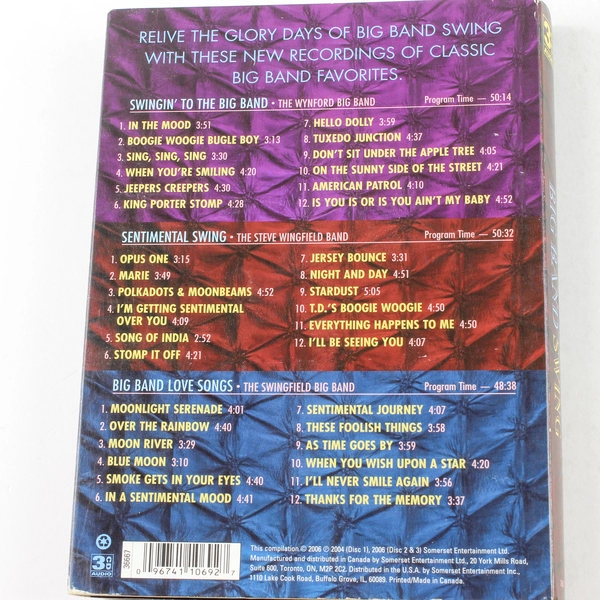 RELIVE THE GLORY DAYS OF BIG BAND SWING
WITH THESE NEW RECORDINGS OF CLASSIC
BIG BAND FAVORITES.
SWINGIN' TO THE BIG BAND • THE WYNFORD BIG BAND Program Time — 50:14
1. IN THE MOOD 3:51
2. BOOGIE WOOGIE BUGLE BOY 3:13
3. SING, SING, SING 3:30
4. WHEN YOU'RE SMILING 4:20
5. JEEPERS CREEPERS 4:30
6. KING PORTER STOMP 4:28
7. HELLO DOLLY 3:59
8. TUXEDO JUNCTION 4:37
9. DON'T SIT UNDER THE APPLE TREE 4:05
10. ON THE SUNNY SIDE OF THE STREET 4:21
11. AMERICAN PATROL 4:10
12. IS YOU IS OR IS YOU AIN'T MY BABY 4:52
SENTIMENTAL SWING • THE STEVE WINGFIELD BAND Program Time — 50:32
1. OPUS ONE 3:15
2. MARIE 3:49
3. POLKADOTS & MOONBEAMS 4:52
4. I'M GETTING SENTIMENTAL
OVER YOU 4:09
5. SONG OF INDIA 2:52
6. STOMP IT OFF 4:21
7. JERSEY BOUNCE 3:31
8. NIGHT AND DAY 4:51
9. STARDUST 5:05
10. T.D.'S BOOGIE WOOGIE 4:50
11. EVERYTHING HAPPENS TO ME 4:50
12. I'LL BE SEEING YOU 4:07
BIG BAND LOVE SONGS • THE SWINGFIELD BIG BAND Program Time — 48:38
1. MOONLIGHT SERENADE 4:01
2. OVER THE RAINBOW 4:40
3. MOON RIVER 3:29
4. BLUE MOON 3:10
5. SMOKE GETS IN YOUR EYES 4:40
6. IN A SENTIMENTAL MOOD 4:41
7. SENTIMENTAL JOURNEY 4:07
8. THESE FOOLISH THINGS 3:58
9. AS TIME GOES BY 3:59
10. WHEN YOU WISH UPON A STAR 4:20
11. I'LL NEVER SMILE AGAIN 3:56
12. THANKS FOR THE MEMORY 3:37
3 CD
AUDIO
36667
0 96741 10692 7
This compilation © 2006 ℗ 2004 (Disc 1), 2006 (Disc 2 & 3) Somerset Entertainment Ltd.
Manufactured and distributed in Canada by Somerset Entertainment Ltd., 20 York Mills Road,
Suite 600, Toronto, ON, M2P 2C2. Distributed in the U.S.A. by Somerset Entertainment Inc.,
1110 Lake Cook Road, Buffalo Grove, IL, 60089. Printed/Made in Canada.
BIG BAND SWING